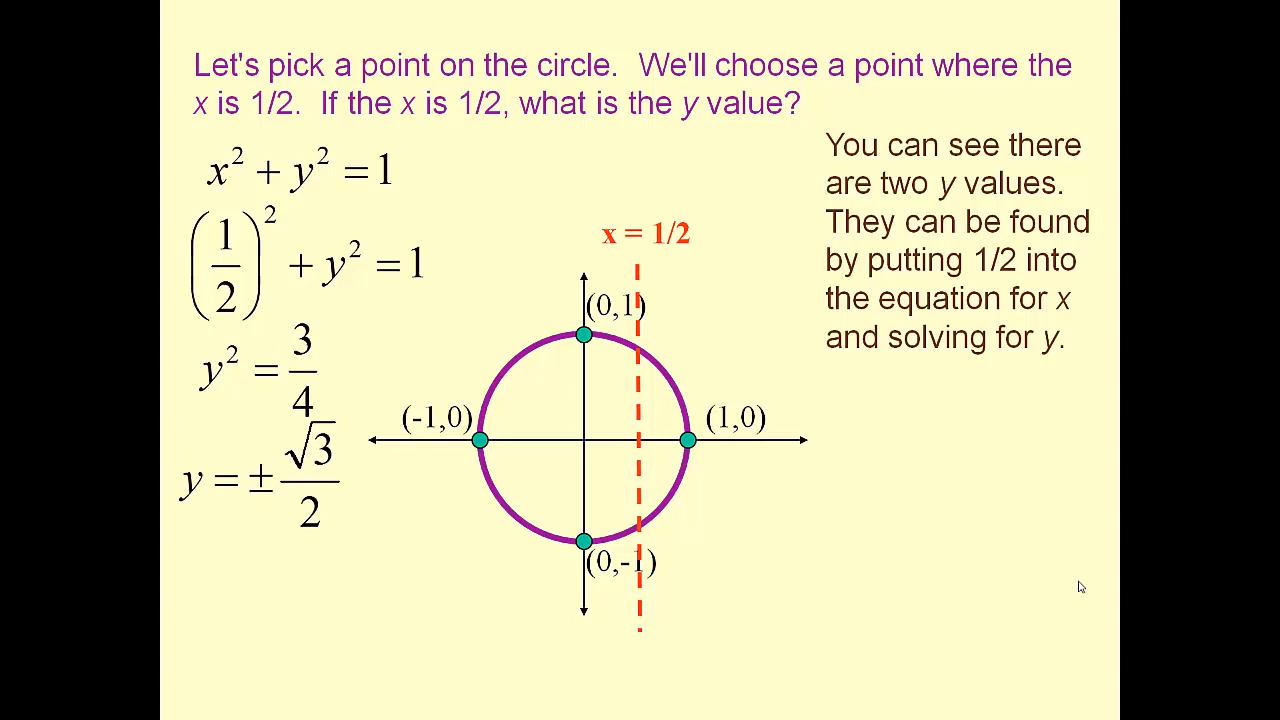 Let's pick a point on the circle. We'll choose a point where the
x is 1/2. If the x is 1/2, what is the y value?
x² + y² = 1
(1/2)² + y² = 1
y² = 3/4
y = ± √3/2
x = 1/2
(0,1)
(-1,0)
(1,0)
(0,-1)
You can see there
are two y values.
They can be found
by putting 1/2 into
the equation for x
and solving for y.